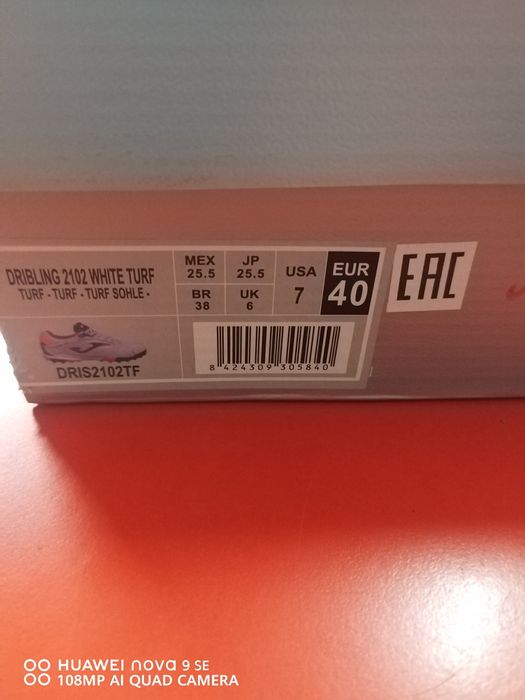 DRIBLING 2102 WHITE TURF
TURF - TURF - TURF SOHLE -
DRIS2102TF
MEX
25.5
JP
25.5
BR
38
UK
6
USA
7
EUR
40
8 424309 305840
EAC
HUAWEI nova 9 SE
108MP AI QUAD CAMERA